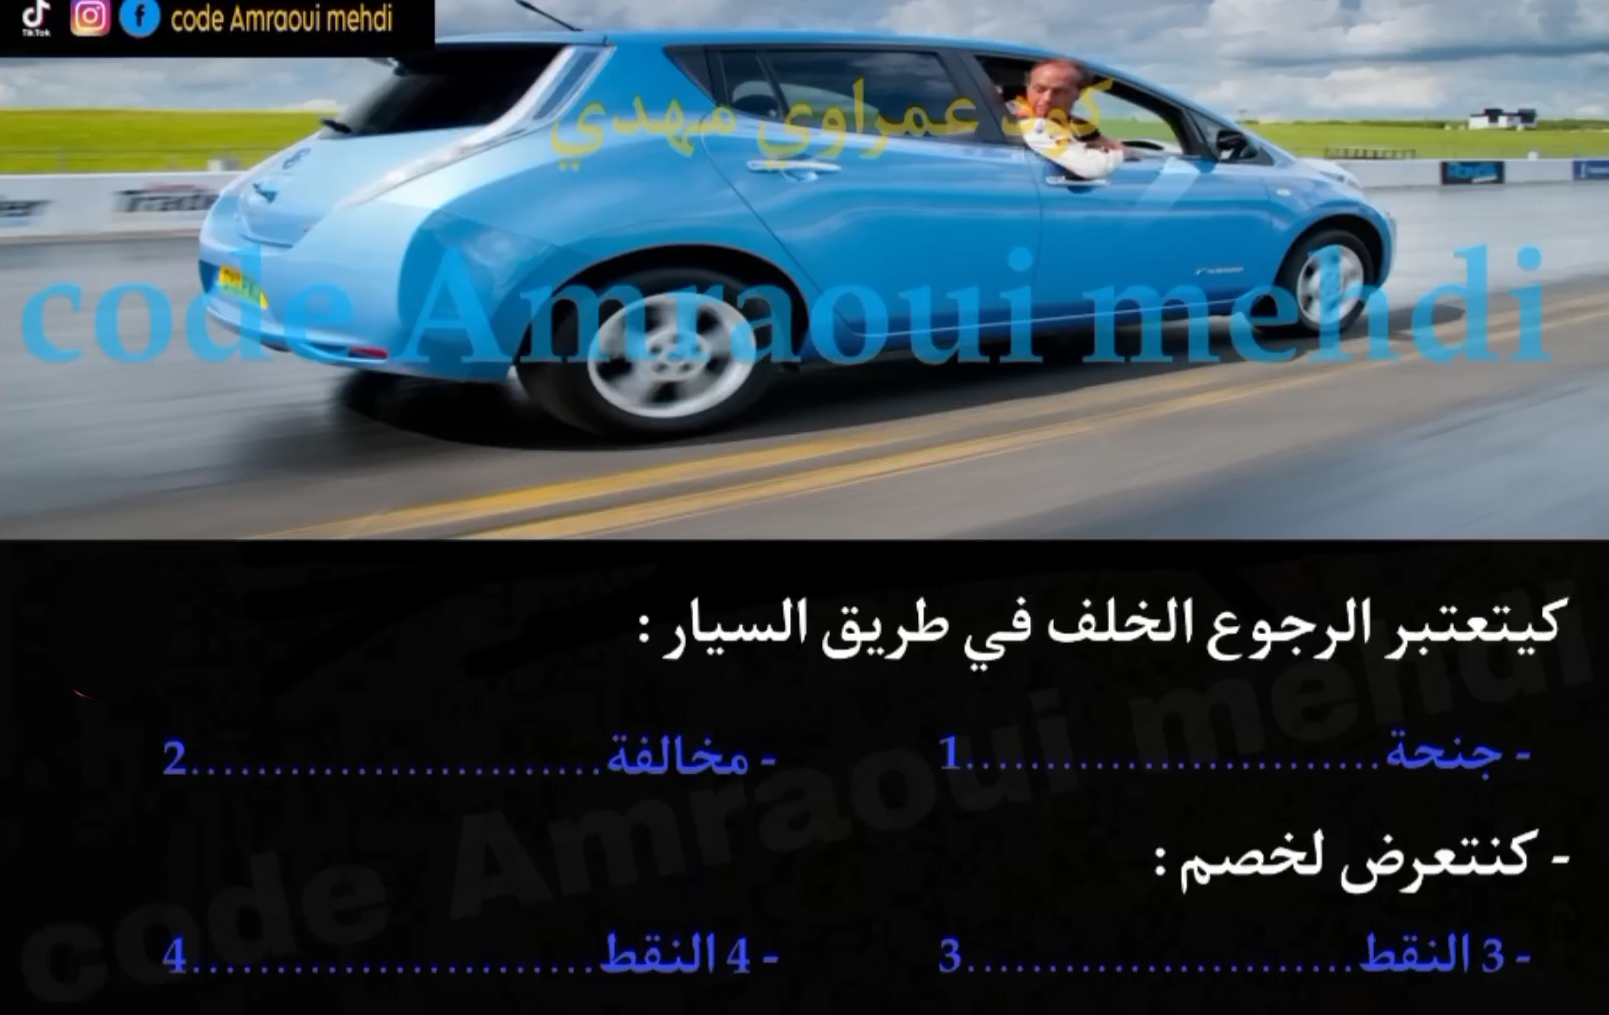 TikTok code Amraoui mehdi
كود عمراوي مهدي
code Amraoui mehdi
كيتعتبر الرجوع الخلف في طريق السيار :
- جنحة..........................1 - مخالفة..........................2
- كنتعرض لخصم :
- 3 النقط........................3 - 4 النقط.........................4
code Amraoui mehdi